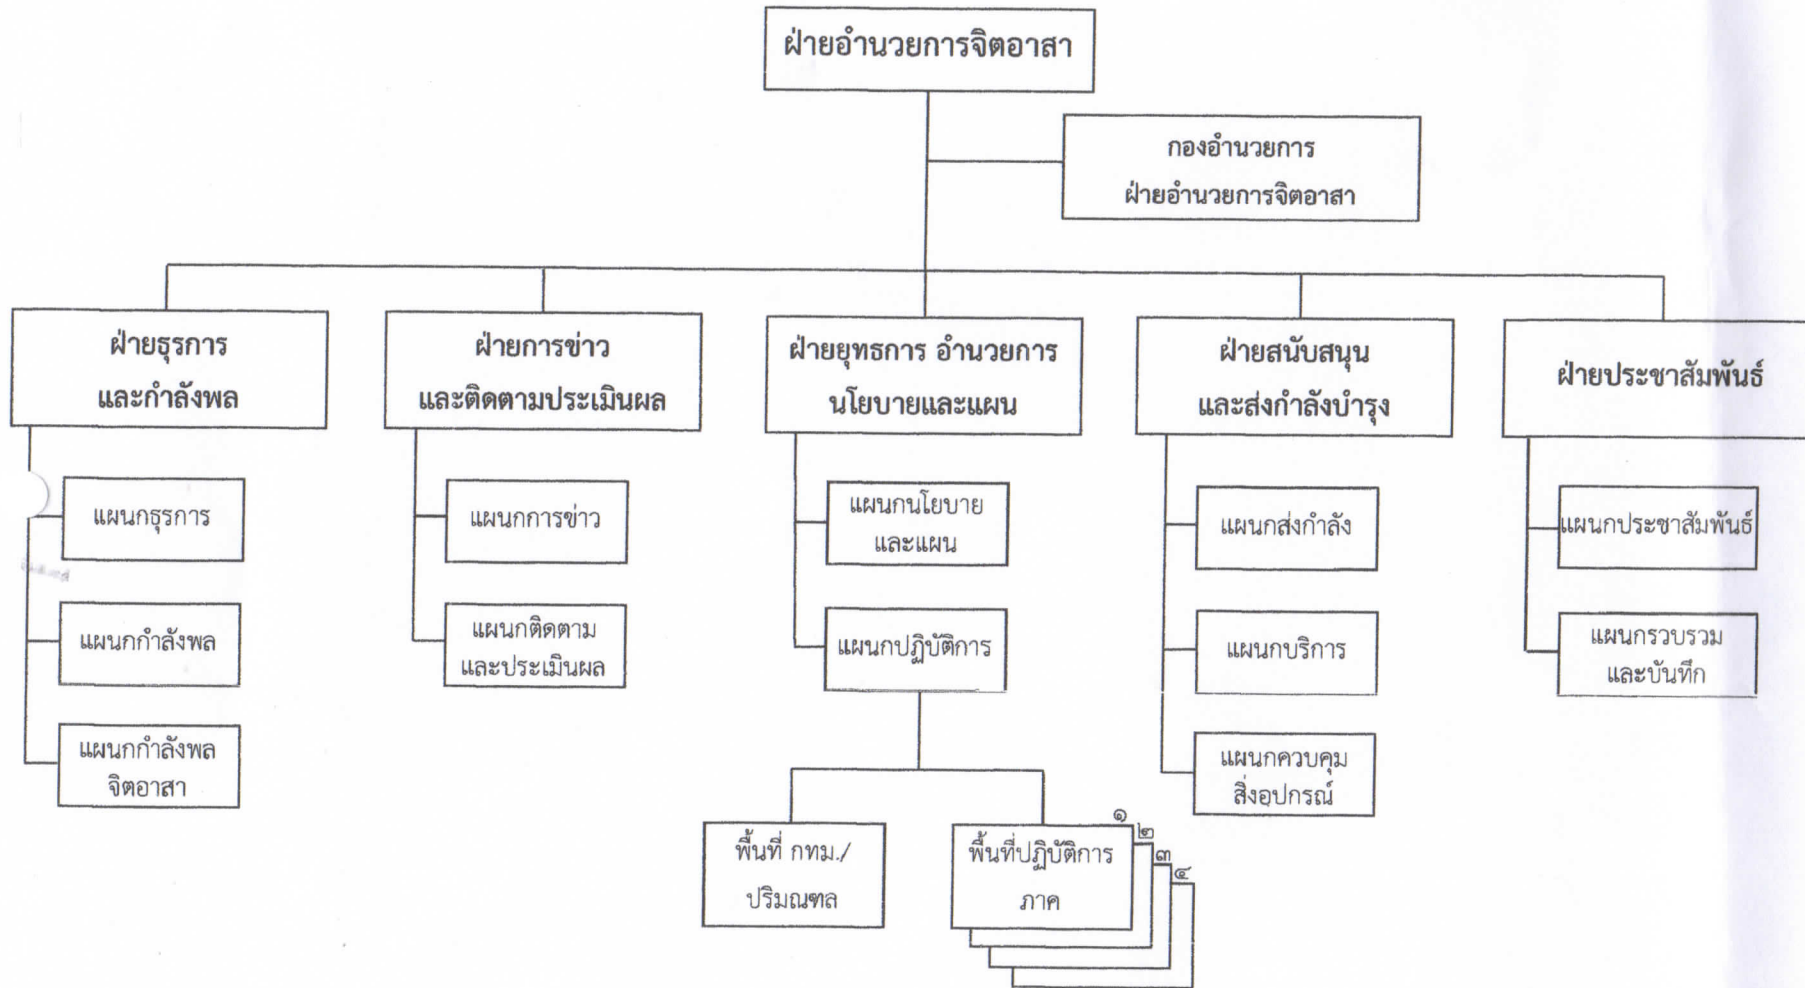 ฝ่ายอำนวยการจิตอาสา
กองอำนวยการ
ฝ่ายอำนวยการจิตอาสา
ฝ่ายธุรการ
และกำลังพล
ฝ่ายการข่าว
และติดตามประเมินผล
ฝ่ายยุทธการ อำนวยการ
นโยบายและแผน
ฝ่ายสนับสนุน
และส่งกำลังบำรุง
ฝ่ายประชาสัมพันธ์
แผนกธุรการ
แผนกกำลังพล
แผนกกำลังพล
จิตอาสา
แผนกการข่าว
แผนกติดตาม
และประเมินผล
แผนกนโยบาย
และแผน
แผนกปฏิบัติการ
พื้นที่ กทม./
ปริมณฑล
พื้นที่ปฏิบัติการ
ภาค
๑
๒
๓
๔
แผนกส่งกำลัง
แผนกบริการ
แผนกควบคุม
สิ่งอุปกรณ์
แผนกประชาสัมพันธ์
แผนกรวบรวม
และบันทึก